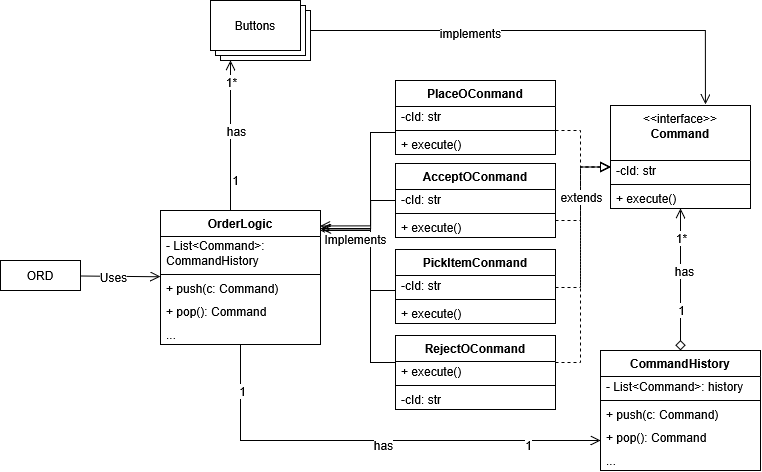 Buttons
implements
1*
has
1
PlaceOConmand
-cId: str
+ execute()
AcceptOConmand
-cId: str
+ execute()
PickItemCommand
-cId: str
+ execute()
RejectOConmand
+ execute()
-cId: str
<<interface>>
Command
-cId: str
+ execute()
extends
Implements
OrderLogic
- List<Command>:
CommandHistory
+ push(c: Command)
+ pop(): Command
...
ORD
Uses
1*
has
1
CommandHistory
- List<Command>: history
+ push(c: Command)
+ pop(): Command
...
1
has
1